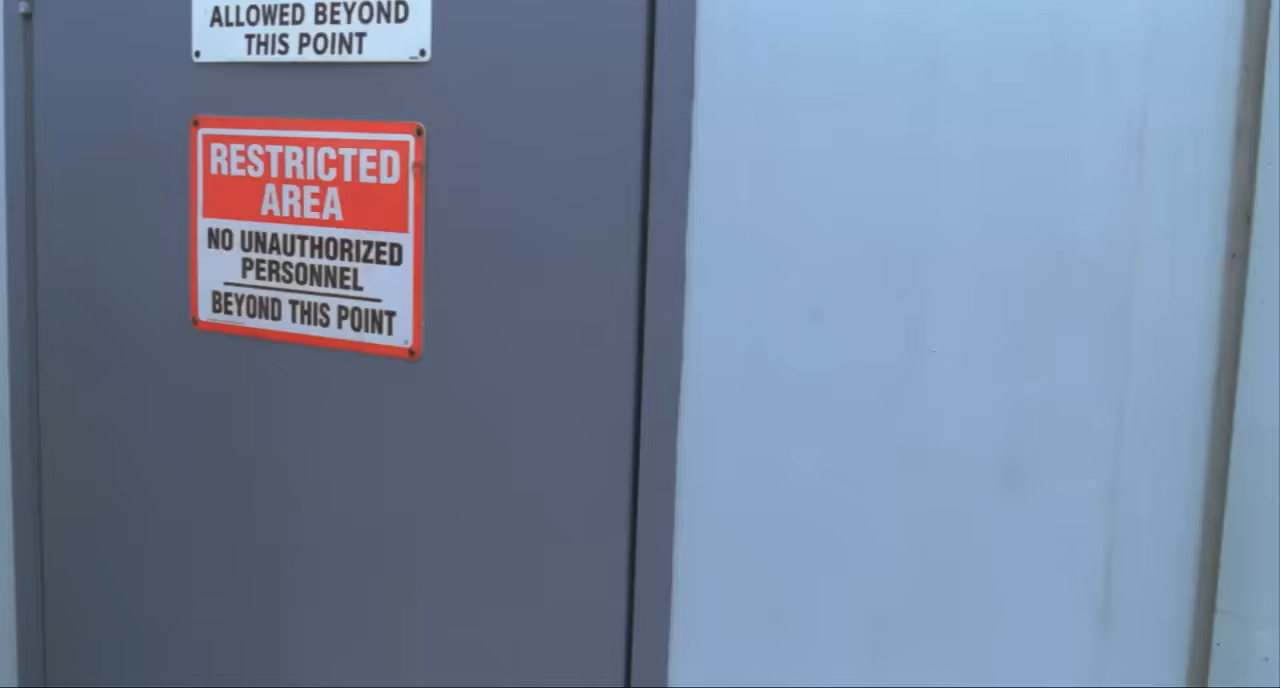 ALLOWED BEYOND
THIS POINT
RESTRICTED
AREA
NO UNAUTHORIZED
PERSONNEL
BEYOND THIS POINT